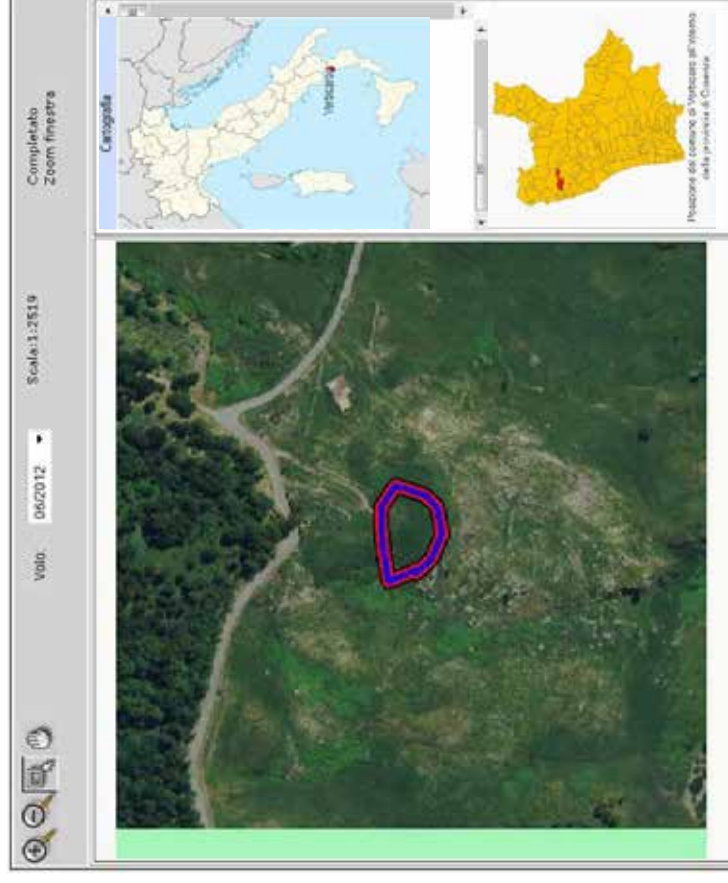 Volo. 06/2012
Scala:1:2519
Completato
Zoom finestra
Cartografia
Verbicaro
Posizione del comune di Verbicaro all'interno
della provincia di Cosenza